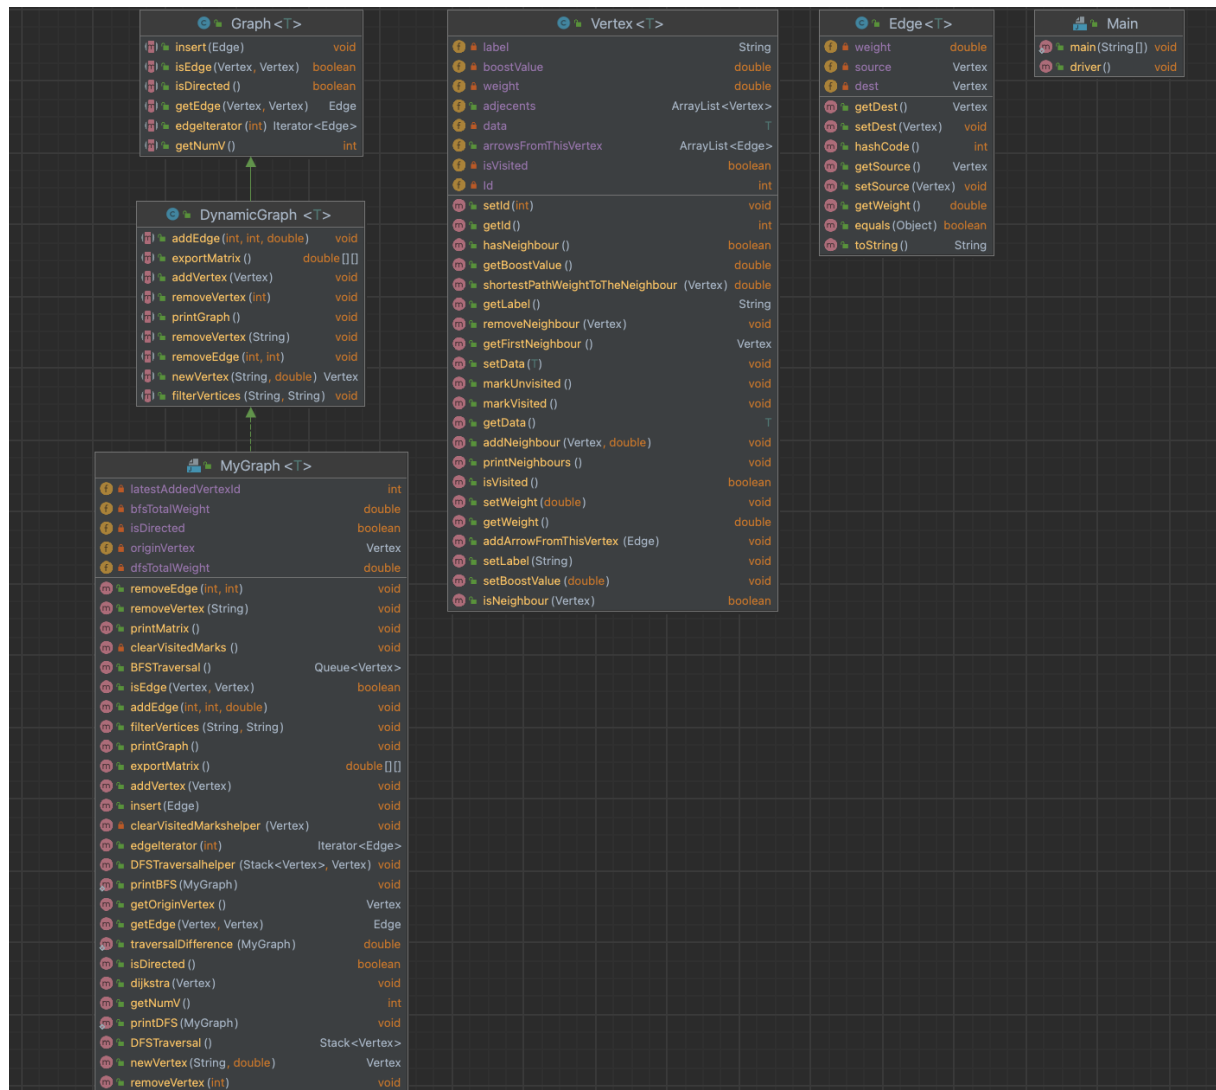 Graph <T>
insert(Edge) void
isEdge(Vertex, Vertex) boolean
isDirected() boolean
getEdge(Vertex, Vertex) Edge
edgeIterator(int) Iterator<Edge>
getNumV() int
DynamicGraph <T>
addEdge(int, int, double) void
exportMatrix() double[][]
addVertex(Vertex) void
removeVertex(int) void
printGraph() void
removeVertex(String) void
removeEdge(int, int) void
newVertex(String, double) Vertex
filterVertices(String, String) void
MyGraph <T>
latestAddedVertexId int
bfsTotalWeight double
isDirected boolean
originVertex Vertex
dfsTotalWeight double
removeEdge(int, int) void
removeVertex(String) void
printMatrix() void
clearVisitedMarks() void
BFSTraversal() Queue<Vertex>
isEdge(Vertex, Vertex) boolean
addEdge(int, int, double) void
filterVertices(String, String) void
printGraph() void
exportMatrix() double[][]
addVertex(Vertex) void
insert(Edge) void
clearVisitedMarkshelper(Vertex) void
edgeIterator(int) Iterator<Edge>
DFSTraversalhelper(Stack<Vertex>, Vertex) void
printBFS(MyGraph) void
getOriginVertex() Vertex
getEdge(Vertex, Vertex) Edge
traversalDifference(MyGraph) double
isDirected() boolean
dijkstra(Vertex) void
getNumV() int
printDFS(MyGraph) void
DFSTraversal() Stack<Vertex>
newVertex(String, double) Vertex
removeVertex(int) void
Vertex <T>
label String
boostValue double
weight double
adjecents ArrayList<Vertex>
data T
arrowsFromThisVertex ArrayList<Edge>
isVisited boolean
Id int
setId(int) void
getId() int
hasNeighbour() boolean
getBoostValue() double
shortestPathWeightToTheNeighbour(Vertex) double
getLabel() String
removeNeighbour(Vertex) void
getFirstNeighbour() Vertex
setData(T) void
markUnvisited() void
markVisited() void
getData() T
addNeighbour(Vertex, double) void
printNeighbours() void
isVisited() boolean
setWeight(double) void
getWeight() double
addArrowFromThisVertex(Edge) void
setLabel(String) void
setBoostValue(double) void
isNeighbour(Vertex) boolean
Edge <T>
weight double
source Vertex
dest Vertex
getDest() Vertex
setDest(Vertex) void
hashCode() int
getSource() Vertex
setSource(Vertex) void
getWeight() double
equals(Object) boolean
toString() String
Main
main(String[]) void
driver() void